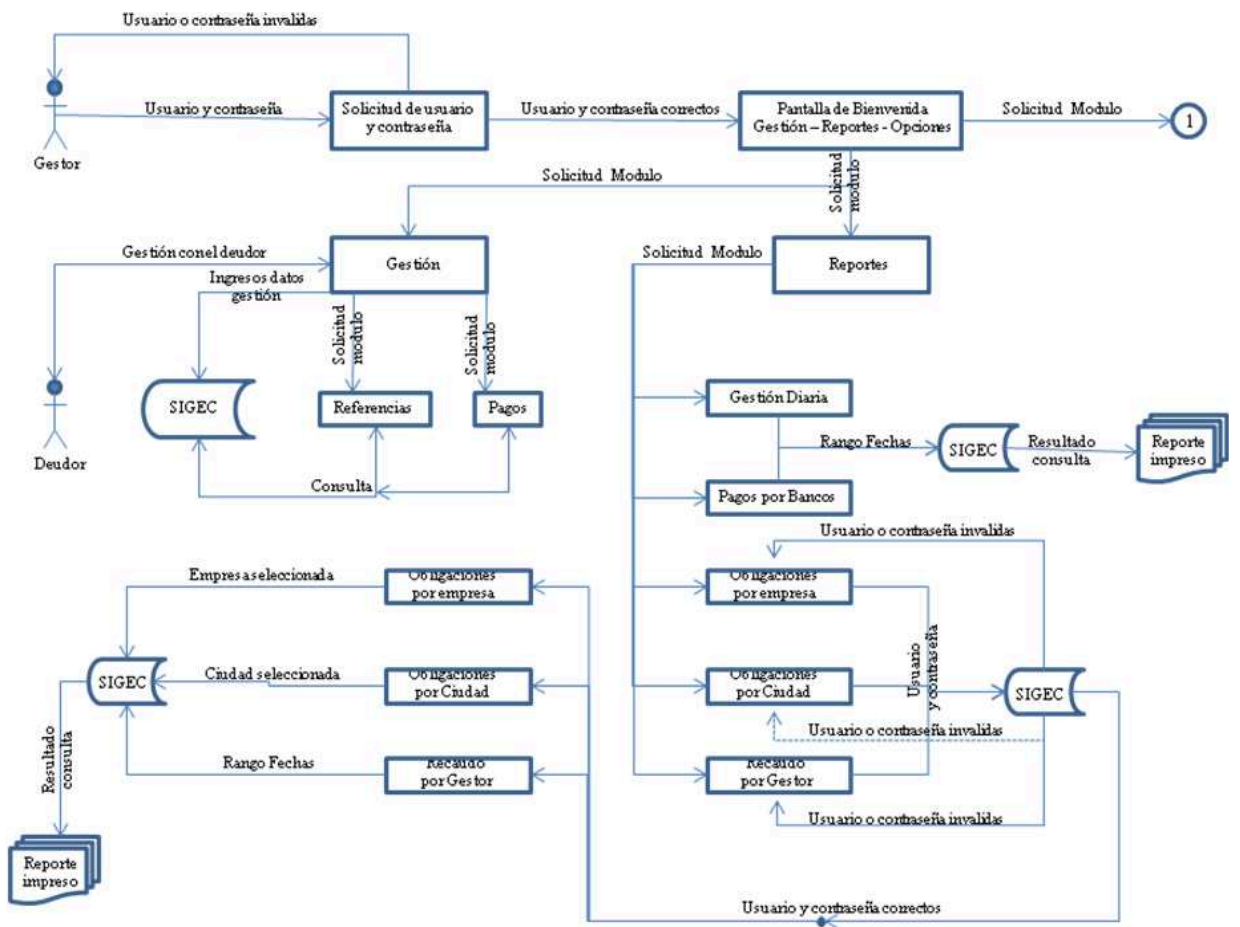 Usuario o contraseña invalidas
Usuario y contraseña
Solicitud de usuario
y contraseña
Usuario y contraseña correctos
Pantalla de Bienvenida
Gestión – Reportes - Opciones
Solicitud Modulo
1
Gestor
Solicitud Modulo
Solicitud
modulo
Gestión con el deudor
Gestión
Solicitud Modulo
Reportes
Ingresos datos
gestión
Solicitud
modulo
Solicitud
modulo
SIGEC
Referencias
Pagos
Gestión Diaria
Deudor
Rango Fechas
SIGEC
Resultado
consulta
Reporte
impreso
Consulta
Pagos por Bancos
Usuario o contraseña invalidas
Empresa seleccionada
Obligaciones
por empresa
Obligaciones
por empresa
Usuario
y contraseña
SIGEC
Ciudad seleccionada
Obligaciones
por Ciudad
Obligaciones
por Ciudad
SIGEC
Usuario o contraseña invalidas
Resultado
consulta
Rango Fechas
Recaudo
por Gestor
Recaudo
por Gestor
Usuario o contraseña invalidas
Reporte
impreso
Usuario y contraseña correctos